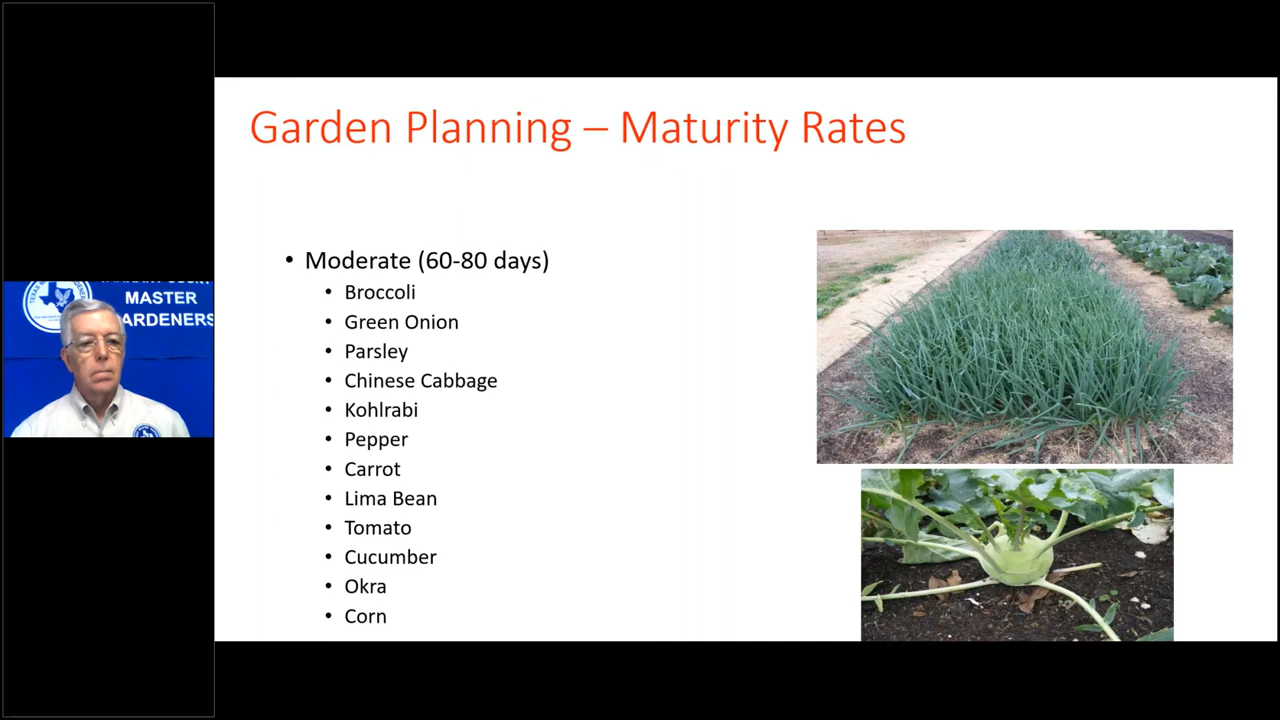 Garden Planning – Maturity Rates
• Moderate (60-80 days)
• Broccoli
• Green Onion
• Parsley
• Chinese Cabbage
• Kohlrabi
• Pepper
• Carrot
• Lima Bean
• Tomato
• Cucumber
• Okra
• Corn
MASTER
ARDENERS